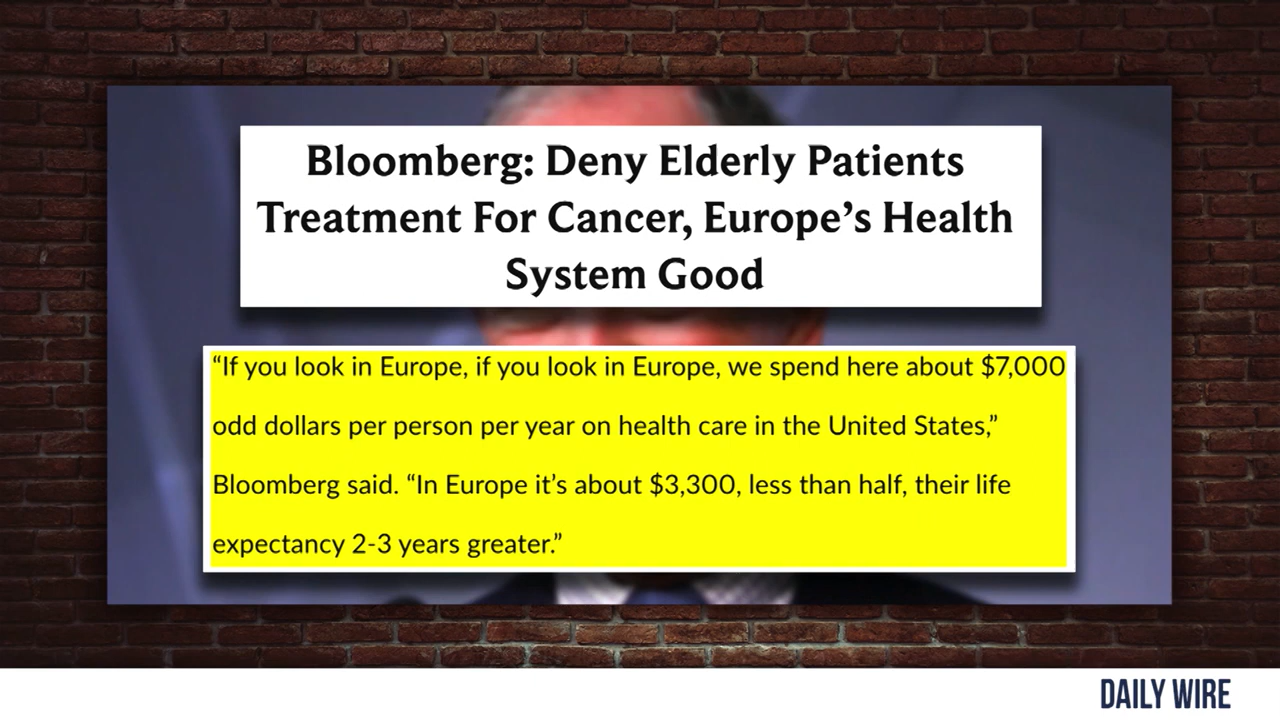 Bloomberg: Deny Elderly Patients
Treatment For Cancer, Europe’s Health
System Good
“If you look in Europe, if you look in Europe, we spend here about $7,000
odd dollars per person per year on health care in the United States,”
Bloomberg said. “In Europe it’s about $3,300, less than half, their life
expectancy 2-3 years greater.”
DAILY WIRE